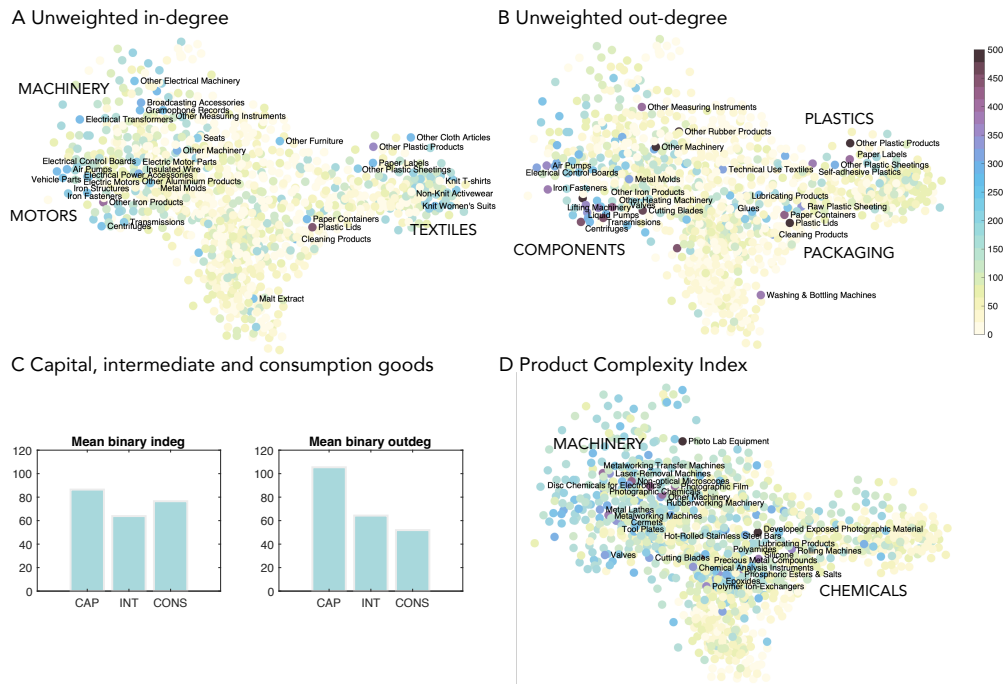 A Unweighted in-degree
MACHINERY
Other Electrical Machinery
Broadcasting Accessories
Gramophone Records
Other Measuring Instruments
Electrical Transformers
Seats
Other Furniture
Other Cloth Articles
Other Machinery
Other Plastic Products
Electrical Control Boards
Electric Motor Parts
Paper Labels
Air Pumps
Insulated Wire
Other Plastic Sheetings
Electrical Power Accessories
Vehicle Parts
Electric Motors
Other Aluminum Products
Knit T-shirts
Iron Structures
Metal Molds
Iron Fasteners
Non-Knit Activewear
Other Iron Products
Knit Women's Suits
MOTORS
Transmissions
Centrifuges
Paper Containers
Plastic Lids
Cleaning Products
TEXTILES
Malt Extract
B Unweighted out-degree
Other Measuring Instruments
PLASTICS
Other Rubber Products
Other Machinery
Other Plastic Products
Paper Labels
Air Pumps
Technical Use Textiles
Other Plastic Sheetings
Electrical Control Boards
Self-adhesive Plastics
Metal Molds
Iron Fasteners
Other Iron Products
Lubricating Products
Other Heating Machinery
Lifting Machinery
Valves
Cutting Blades
Glues
Raw Plastic Sheeting
Liquid Pumps
Paper Containers
Transmissions
Plastic Lids
Centrifuges
Cleaning Products
COMPONENTS
PACKAGING
Washing & Bottling Machines
500
450
400
350
300
250
200
150
100
50
0
C Capital, intermediate and consumption goods
Mean binary indeg
120
100
80
60
40
20
0
CAP INT CONS
Mean binary outdeg
120
100
80
60
40
20
0
CAP INT CONS
D Product Complexity Index
MACHINERY
Photo Lab Equipment
Metalworking Transfer Machines
Laser-Removal Machines
Non-optical Microscopes
Disc Chemicals for Electronics
Photographic Film
Photographic Chemicals
Other Machinery
Rubberworking Machinery
Metal Lathes
Metalworking Machines
Cermets
Tool Plates
Developed Exposed Photographic Material
Hot-Rolled Stainless Steel Bars
Lubricating Products
Polyamides
Rolling Machines
Valves
Cutting Blades
Silicone
Precious Metal Compounds
Chemical Analysis Instruments
Phosphoric Esters & Salts
Epoxides
Polymer Ion-Exchangers
CHEMICALS